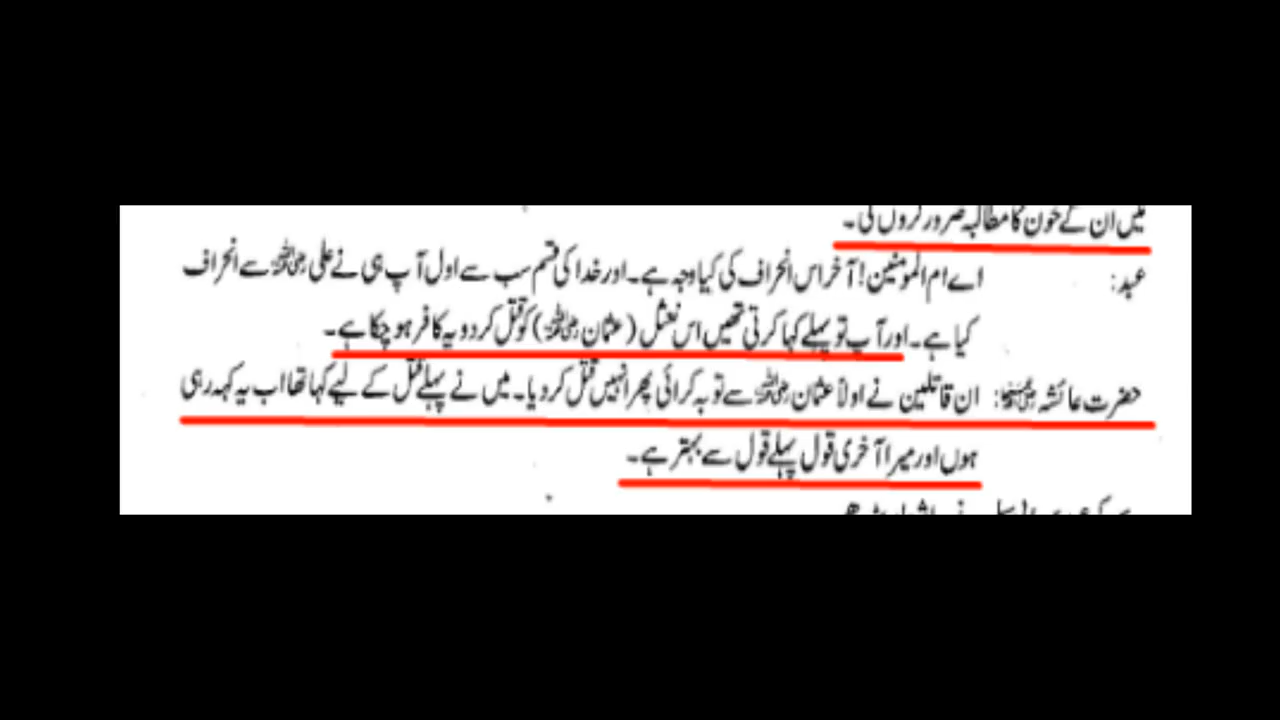 میں ان کے خون کا مطالبہ ضرور کروں گی۔
عبد: اے ام المومنین! آخر اس انحراف کی کیا وجہ ہے۔ اور خدا کی قسم سب سے اول آپ ہی نے علی رضی اللہ عنہ سے انحراف
کیا ہے۔ اور آپ تو پہلے کہا کرتی تھیں اس نعثل (عثمان رضی اللہ عنہ) کو قتل کر دو یہ کافر ہو چکا ہے۔
حضرت عائشہ رضی اللہ عنہا: ان قاتلین نے اولاً عثمان رضی اللہ عنہ سے توبہ کرائی پھر انہیں قتل کر دیا۔ میں نے پہلے قتل کے لیے کہا تھا اب یہ کہہ رہی
ہوں اور میرا آخری قول پہلے قول سے بہتر ہے۔